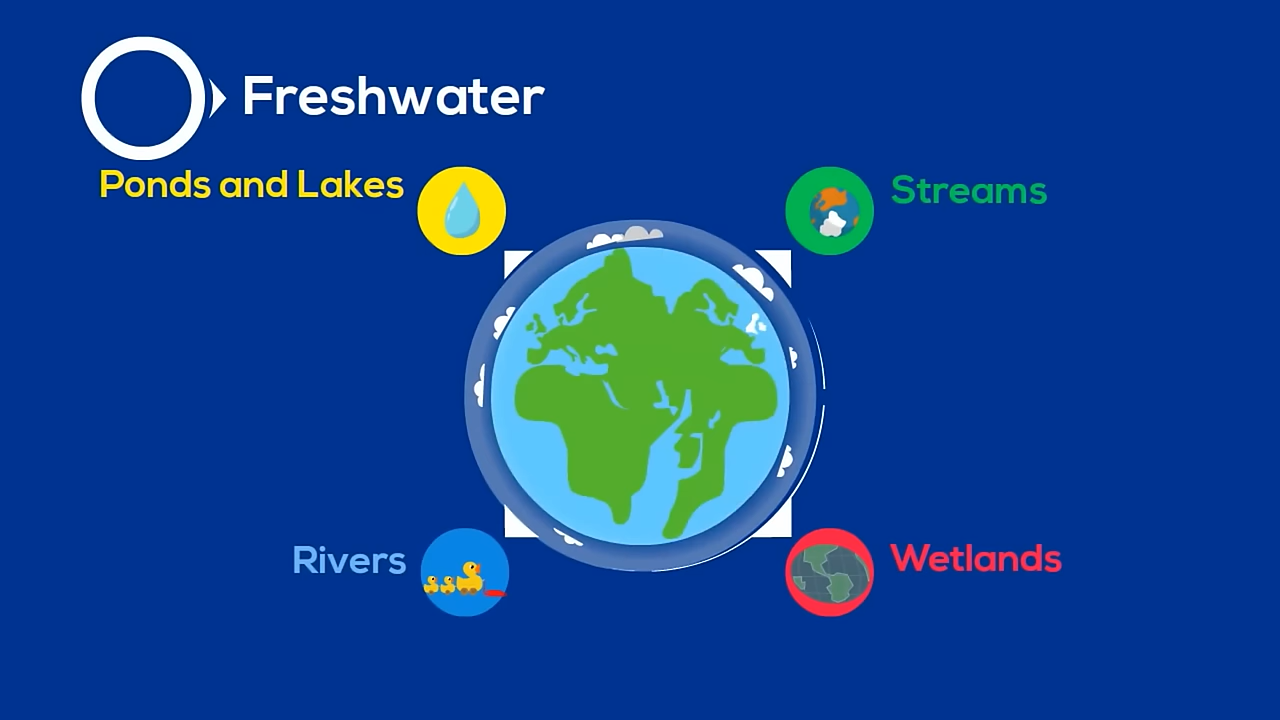 Freshwater
Ponds and Lakes
Streams
Rivers
Wetlands